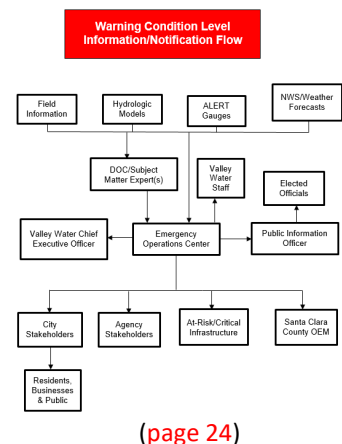 Warning Condition Level
Information/Notification Flow
Field
Information
Hydrologic
Models
ALERT
Gauges
NWS/Weather
Forecasts
DOC/Subject
Matter Expert(s)
Valley Water
Staff
Elected
Officials
Valley Water Chief
Executive Officer
Emergency
Operations Center
Public Information
Officer
City
Stakeholders
Agency
Stakeholders
At-Risk/Critical
Infrastructure
Santa Clara
County OEM
Residents,
Businesses
& Public
(page 24)